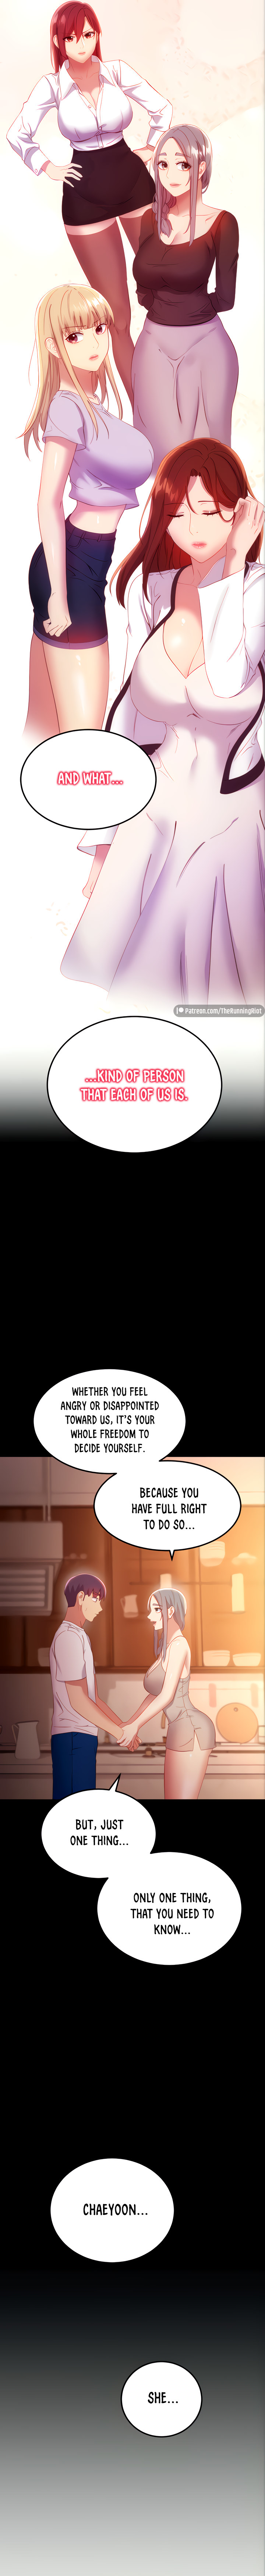 AND WHAT...
Patreon.com/TheRunningRiot
...KIND OF PERSON
THAT EACH OF US IS.
WHETHER YOU FEEL
ANGRY OR DISAPPOINTED
TOWARD US, IT'S YOUR
WHOLE FREEDOM TO
DECIDE YOURSELF.
BECAUSE YOU
HAVE FULL RIGHT
TO DO SO...
BUT, JUST
ONE THING...
ONLY ONE THING,
THAT YOU NEED TO
KNOW...
CHAEYOON...
SHE...